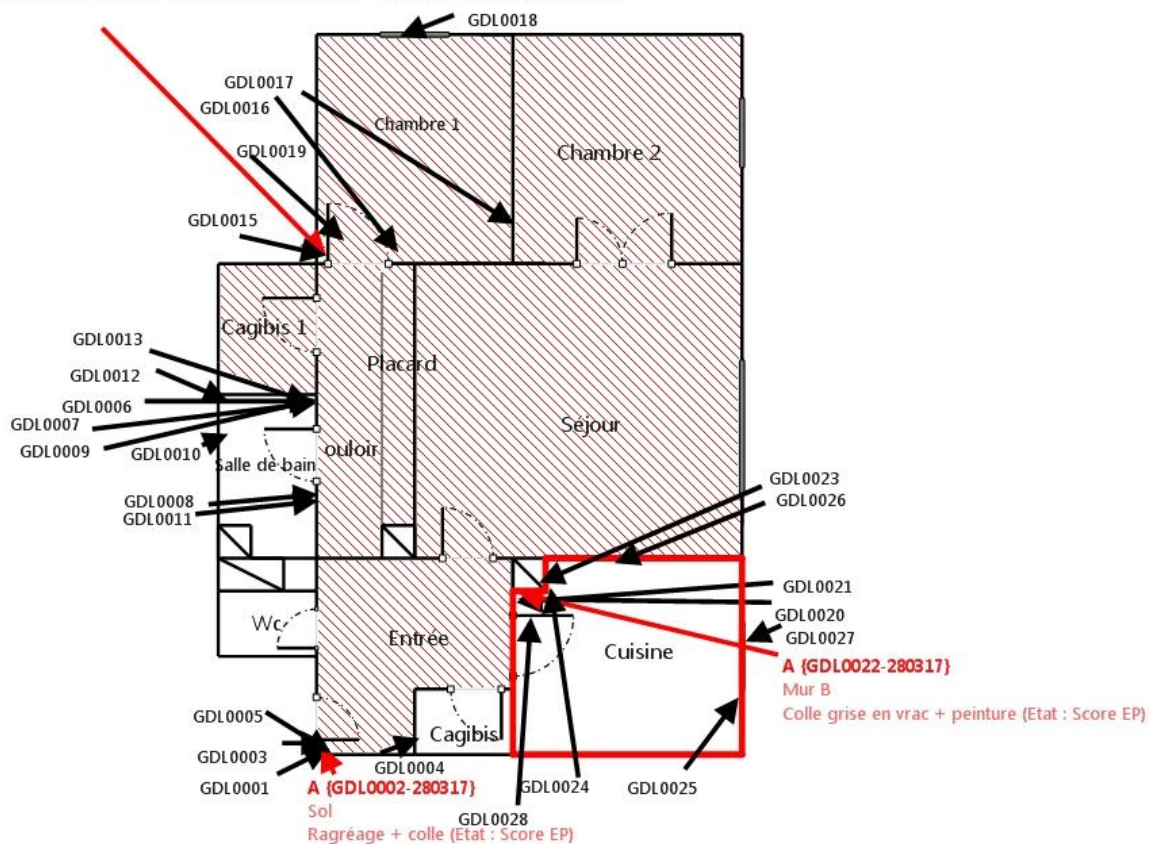 GDL0018
GDL0017
GDL0016
Chambre 1
Chambre 2
GDL0019
GDL0015
Cagibis 1
GDL0013
Placard
GDL0012
GDL0006
GDL0007
Séjour
GDL0009
GDL0010
ouloir
Salle de bain
GDL0023
GDL0008
GDL0026
GDL0011
GDL0021
GDL0020
Wc
Entrée
GDL0027
Cuisine
A {GDL0022-280317}
Mur B
Colle grise en vrac + peinture (Etat : Score EP)
GDL0005
Cagibis
GDL0003
GDL0004
GDL0001
A {GDL0002-280317}
GDL0024
GDL0025
Sol
GDL0028
Ragréage + colle (Etat : Score EP)